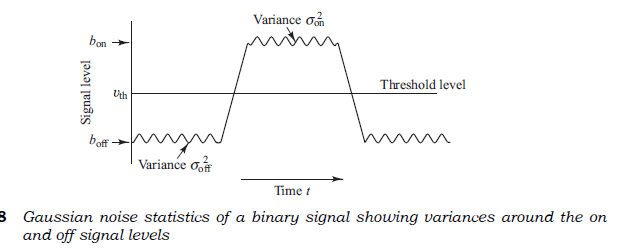 Variance σ²on
bon
Signal level
Threshold level
vth
boff
Variance σ²off
Time t
8 Gaussian noise statistics of a binary signal showing variances around the on
and off signal levels